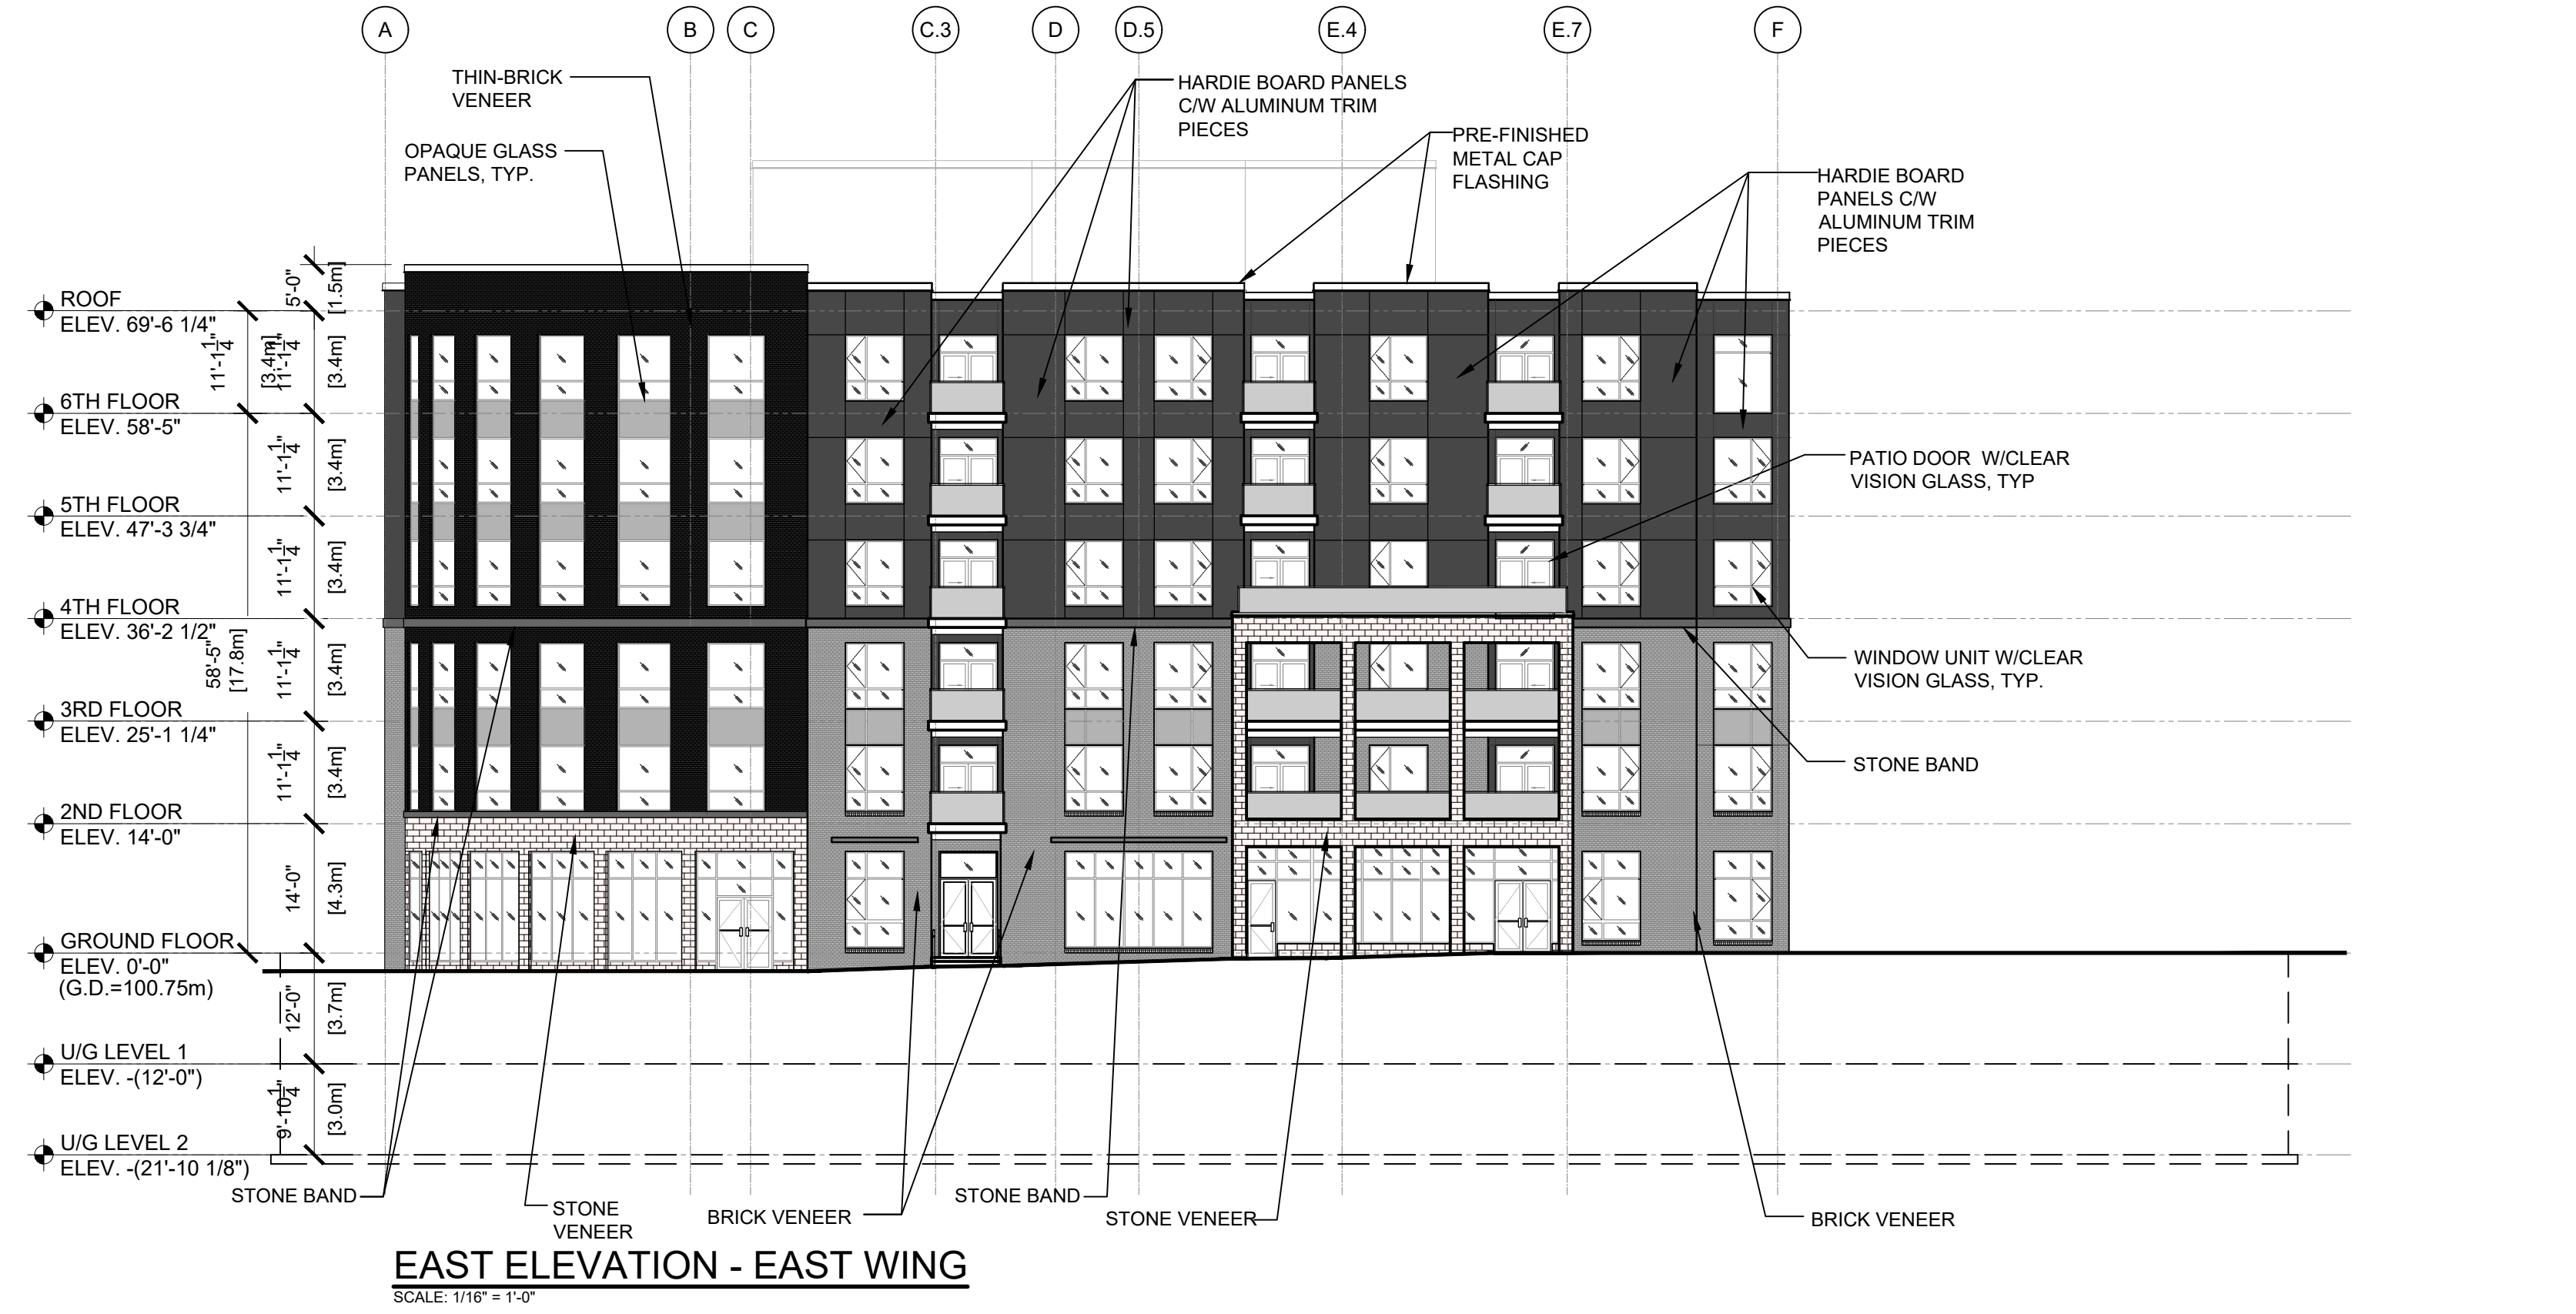 A
B
C
C.3
D
D.5
E.4
E.7
F
THIN-BRICK
VENEER
OPAQUE GLASS
PANELS, TYP.
HARDIE BOARD PANELS
C/W ALUMINUM TRIM
PIECES
PRE-FINISHED
METAL CAP
FLASHING
HARDIE BOARD
PANELS C/W
ALUMINUM TRIM
PIECES
PATIO DOOR W/CLEAR
VISION GLASS, TYP
WINDOW UNIT W/CLEAR
VISION GLASS, TYP.
STONE BAND
ROOF
ELEV. 69'-6 1/4"
6TH FLOOR
ELEV. 58'-5"
5TH FLOOR
ELEV. 47'-3 3/4"
4TH FLOOR
ELEV. 36'-2 1/2"
3RD FLOOR
ELEV. 25'-1 1/4"
2ND FLOOR
ELEV. 14'-0"
GROUND FLOOR
ELEV. 0'-0"
(G.D.=100.75m)
U/G LEVEL 1
ELEV. -(12'-0")
U/G LEVEL 2
ELEV. -(21'-10 1/8")
5'-0"
[1.5m]
11'-1 1/4"
[3.4m]
11'-1 1/4"
[3.4m]
11'-1 1/4"
[3.4m]
11'-1 1/4"
[3.4m]
58'-5"
[17.8m]
11'-1 1/4"
[3.4m]
11'-1 1/4"
[3.4m]
14'-0"
[4.3m]
12'-0"
[3.7m]
9'-10 1/4"
[3.0m]
STONE BAND
STONE
VENEER
BRICK VENEER
STONE BAND
STONE VENEER
BRICK VENEER
EAST ELEVATION - EAST WING
SCALE: 1/16" = 1'-0"